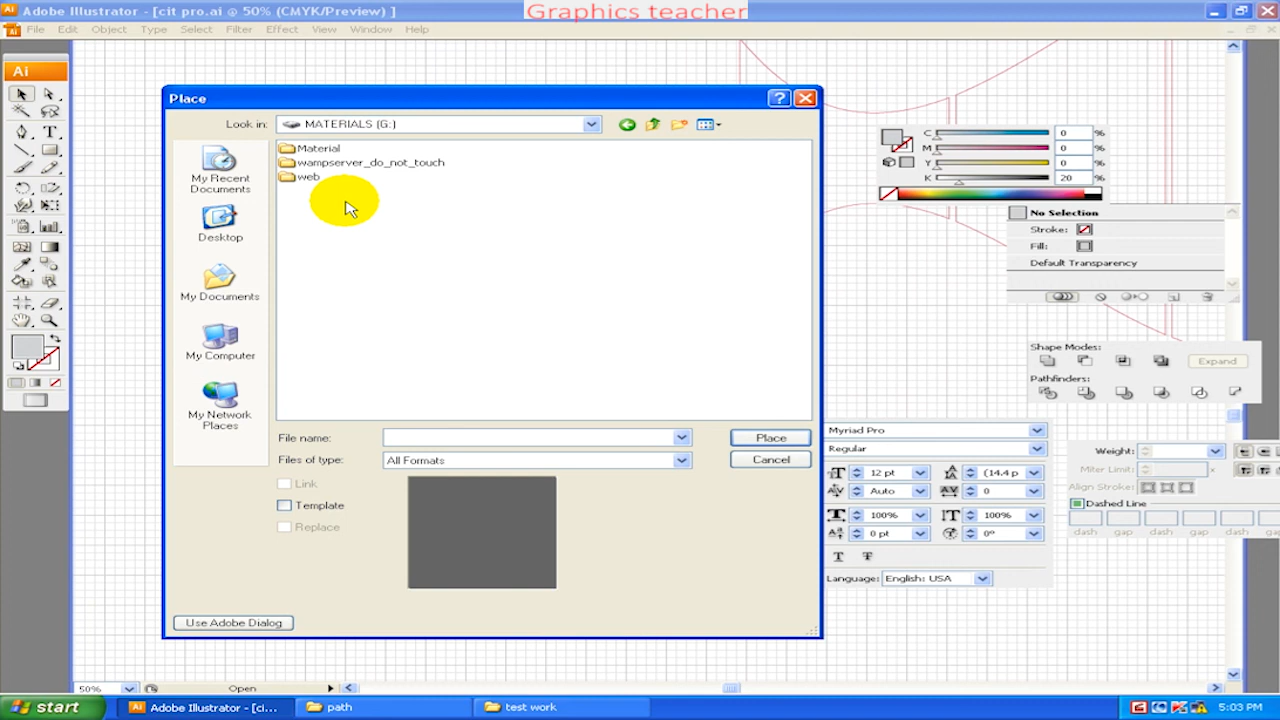 Adobe Illustrator - [cit pro.ai @ 50% (CMYK/Preview) ]
Graphics teacher
File Edit Object Type Select Filter Effect View Window Help
Ai
Place
Look in: MATERIALS (G:)
Material
wampserver_do_not_touch
web
My Recent
Documents
Desktop
My Documents
My Computer
My Network
Places
File name:
Place
Files of type: All Formats
Cancel
Link
Template
Replace
Use Adobe Dialog
C 0 %
M 0 %
Y 0 %
K 20 %
No Selection
Stroke:
Fill:
Default Transparency
Shape Modes:
Expand
Pathfinders:
Myriad Pro
Regular
12 pt (14.4 p
Auto 0
100% 100%
0 pt 0°
Language: English: USA
Weight:
Miter Limit: x
Align Stroke:
Dashed Line
dash gap dash gap dash
50% Open
start Adobe Illustrator - [ci... path test work 5:03 PM